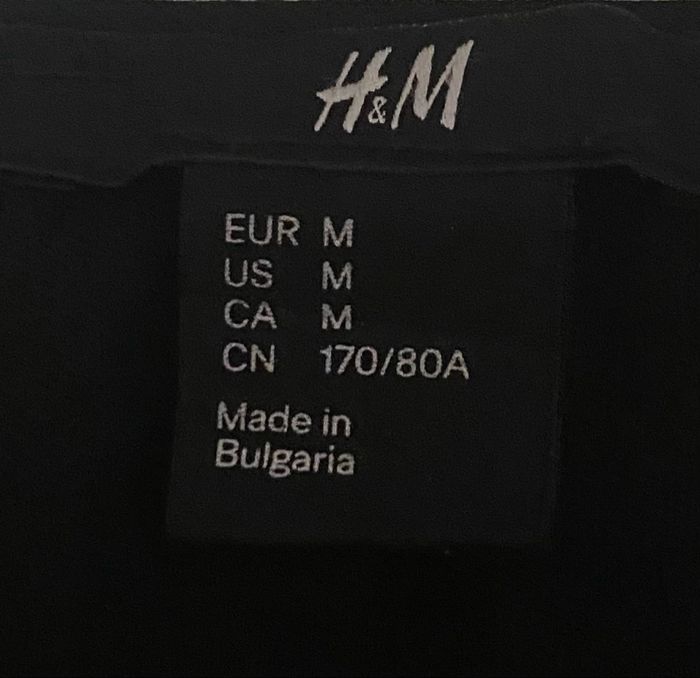 H&M
EUR M
US M
CA M
CN 170/80A
Made in
Bulgaria